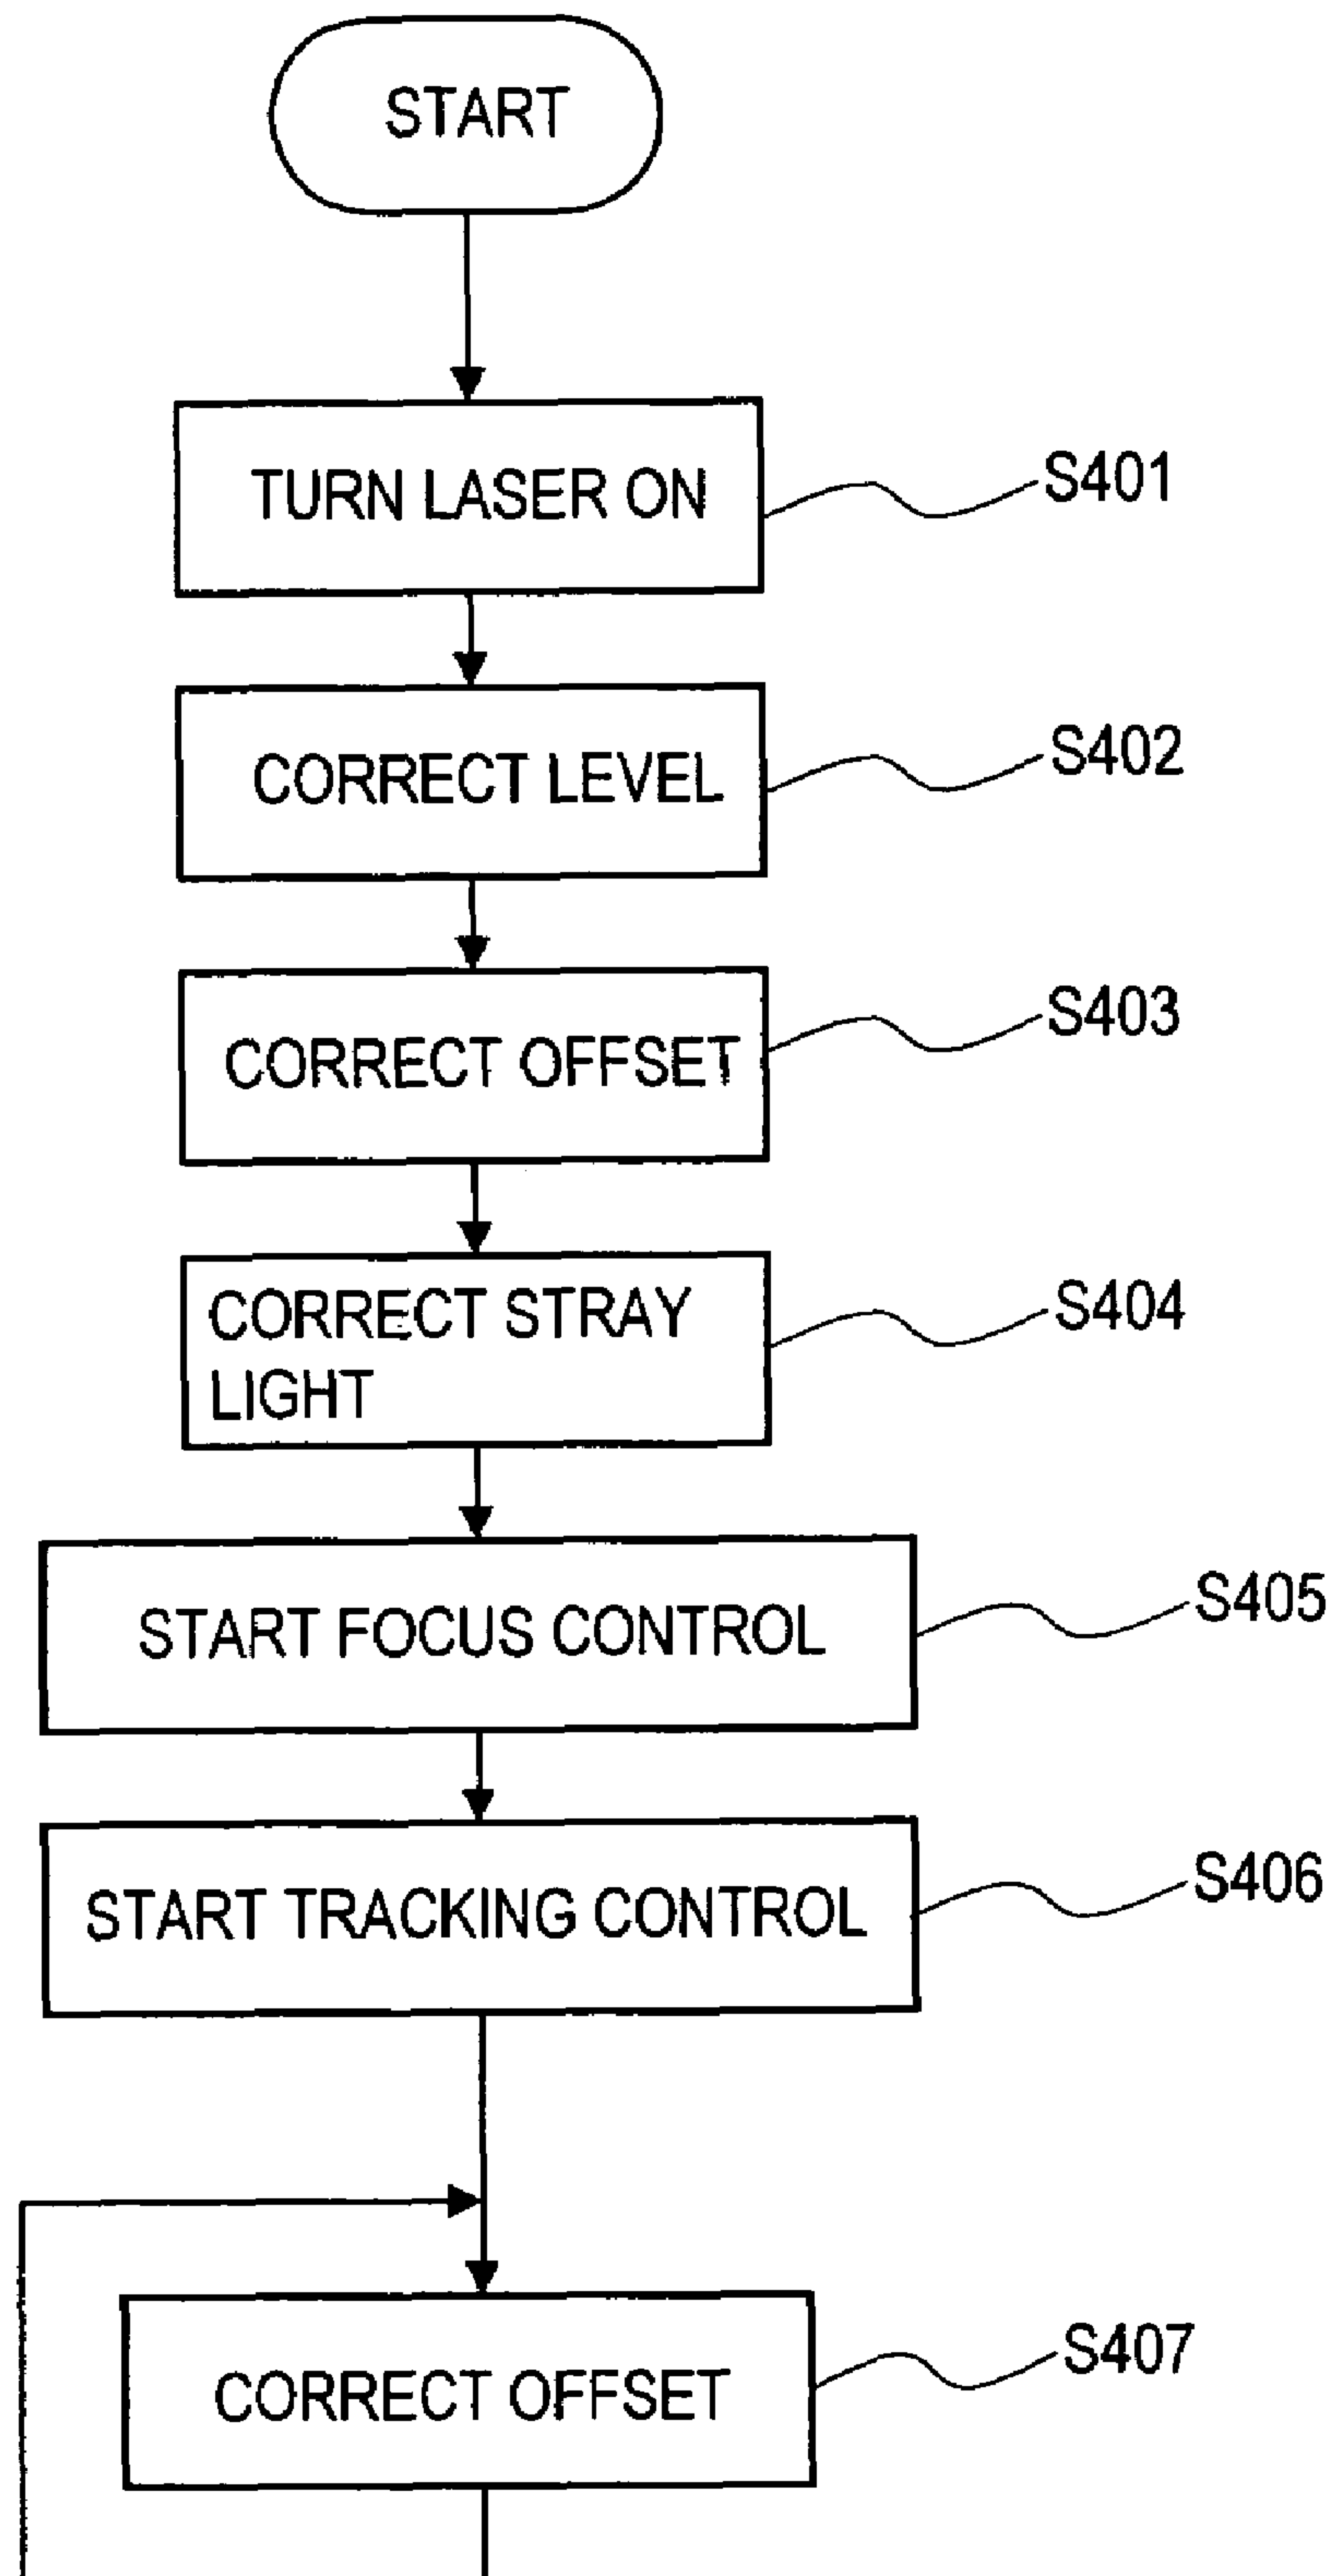 START
TURN LASER ON
S401
CORRECT LEVEL
S402
CORRECT OFFSET
S403
CORRECT STRAY
LIGHT
S404
START FOCUS CONTROL
S405
START TRACKING CONTROL
S406
CORRECT OFFSET
S407